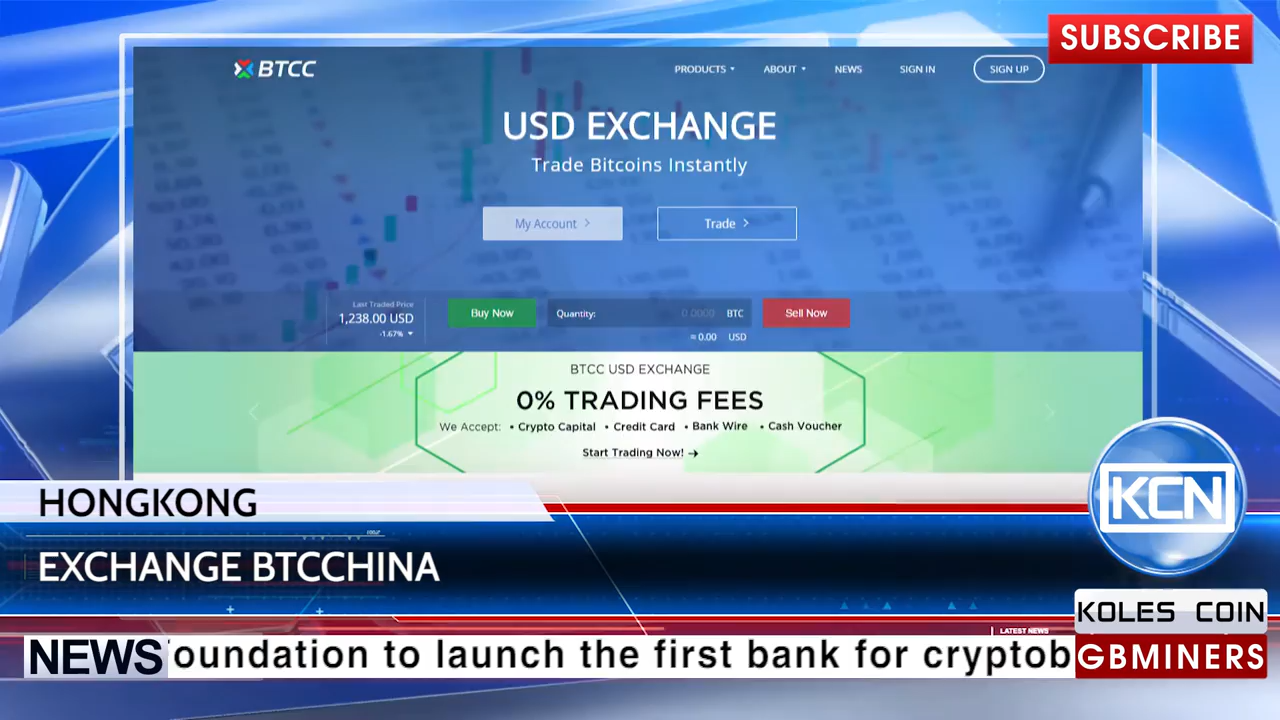 SUBSCRIBE
BTCC
PRODUCTS ABOUT NEWS SIGN IN SIGN UP
USD EXCHANGE
Trade Bitcoins Instantly
My Account > Trade >
Last Traded Price
1,238.00 USD
-1.67%
Buy Now Quantity: 0.0000 BTC Sell Now
≈ 0.00 USD
BTCC USD EXCHANGE
0% TRADING FEES
We Accept: • Crypto Capital • Credit Card • Bank Wire • Cash Voucher
Start Trading Now! →
KCN
HONGKONG
EXCHANGE BTCCHINA
KOLES COIN
LATEST NEWS
NEWS oundation to launch the first bank for cryptob
GBMINERS